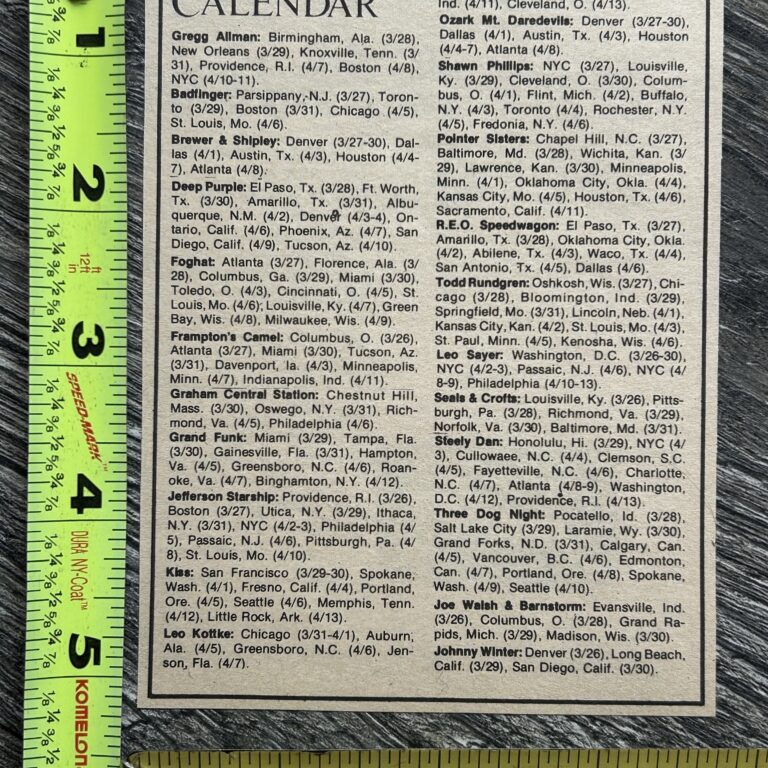 CALENDAR
Gregg Allman: Birmingham, Ala. (3/28),
New Orleans (3/29), Knoxville, Tenn. (3/
31), Providence, R.I. (4/7), Boston (4/8),
NYC (4/10-11).
Badfinger: Parsippany, N.J. (3/27), Toron-
to (3/29), Boston (3/31), Chicago (4/5),
St. Louis, Mo. (4/6).
Brewer & Shipley: Denver (3/27-30), Dal-
las (4/1), Austin, Tx. (4/3), Houston (4/4-
7), Atlanta (4/8).
Deep Purple: El Paso, Tx. (3/28), Ft. Worth,
Tx. (3/30), Amarillo, Tx. (3/31), Albu-
querque, N.M. (4/2), Denver (4/3-4), On-
tario, Calif. (4/6), Phoenix, Az. (4/7), San
Diego, Calif. (4/9), Tucson, Az. (4/10).
Foghat: Atlanta (3/27), Florence, Ala. (3/
28), Columbus, Ga. (3/29), Miami (3/30),
Toledo, O. (4/3), Cincinnati, O. (4/5), St.
Louis, Mo. (4/6), Louisville, Ky. (4/7), Green
Bay, Wis. (4/8), Milwaukee, Wis. (4/9).
Frampton's Camel: Columbus, O. (3/26),
Atlanta (3/27), Miami (3/30), Tucson, Az.
(3/31), Davenport, Ia. (4/3), Minneapolis,
Minn. (4/7), Indianapolis, Ind. (4/11).
Graham Central Station: Chestnut Hill,
Mass. (3/30), Oswego, N.Y. (3/31), Rich-
mond, Va. (4/5), Philadelphia (4/6).
Grand Funk: Miami (3/29), Tampa, Fla.
(3/30), Gainesville, Fla. (3/31), Hampton,
Va. (4/5), Greensboro, N.C. (4/6), Roan-
oke, Va. (4/7), Binghamton, N.Y. (4/12).
Jefferson Starship: Providence, R.I. (3/26),
Boston (3/27), Utica, N.Y. (3/29), Ithaca,
N.Y. (3/31), NYC (4/2-3), Philadelphia (4/
5), Passaic, N.J. (4/6), Pittsburgh, Pa. (4/
8), St. Louis, Mo. (4/10).
Kiss: San Francisco (3/29-30), Spokane,
Wash. (4/1), Fresno, Calif. (4/4), Portland,
Ore. (4/5), Seattle (4/6), Memphis, Tenn.
(4/12), Little Rock, Ark. (4/13).
Leo Kottke: Chicago (3/31-4/1), Auburn,
Ala. (4/5), Greensboro, N.C. (4/6), Jen-
son, Fla. (4/7).
Ind. (4/11), Cleveland, O. (4/13).
Ozark Mt. Daredevils: Denver (3/27-30),
Dallas (4/1), Austin, Tx. (4/3), Houston
(4/4-7), Atlanta (4/8).
Shawn Phillips: NYC (3/27), Louisville,
Ky. (3/29), Cleveland, O. (3/30), Colum-
bus, O. (4/1), Flint, Mich. (4/2), Buffalo,
N.Y. (4/3), Toronto (4/4), Rochester, N.Y.
(4/5), Fredonia, N.Y. (4/6).
Pointer Sisters: Chapel Hill, N.C. (3/27),
Baltimore, Md. (3/28), Wichita, Kan. (3/
29), Lawrence, Kan. (3/30), Minneapolis,
Minn. (4/1), Oklahoma City, Okla. (4/4),
Kansas City, Mo. (4/5), Houston, Tx. (4/6),
Sacramento, Calif. (4/11).
R.E.O. Speedwagon: El Paso, Tx. (3/27),
Amarillo, Tx. (3/28), Oklahoma City, Okla.
(4/2), Abilene, Tx. (4/3), Waco, Tx. (4/4),
San Antonio, Tx. (4/5), Dallas (4/6).
Todd Rundgren: Oshkosh, Wis. (3/27), Chi-
cago (3/28), Bloomington, Ind. (3/29),
Springfield, Mo. (3/31), Lincoln, Neb. (4/1),
Kansas City, Kan. (4/2), St. Louis, Mo. (4/3),
St. Paul, Minn. (4/5), Kenosha, Wis. (4/6).
Leo Sayer: Washington, D.C. (3/26-30),
NYC (4/2-3), Passaic, N.J. (4/6), NYC (4/
8-9), Philadelphia (4/10-13).
Seals & Crofts: Louisville, Ky. (3/26), Pitts-
burgh, Pa. (3/28), Richmond, Va. (3/29),
Norfolk, Va. (3/30), Baltimore, Md. (3/31).
Steely Dan: Honolulu, Hi. (3/29), NYC (4/
3), Cullowaee, N.C. (4/4), Clemson, S.C.
(4/5), Fayetteville, N.C. (4/6), Charlotte,
N.C. (4/7), Atlanta (4/8-9), Washington,
D.C. (4/12), Providence, R.I. (4/13).
Three Dog Night: Pocatello, Id. (3/28),
Salt Lake City (3/29), Laramie, Wy. (3/30),
Grand Forks, N.D. (3/31), Calgary, Can.
(4/5), Vancouver, B.C. (4/6), Edmonton,
Can. (4/7), Portland, Ore. (4/8), Spokane,
Wash. (4/9), Seattle (4/10).
Joe Walsh & Barnstorm: Evansville, Ind.
(3/26), Columbus, O. (3/28), Grand Ra-
pids, Mich. (3/29), Madison, Wis. (3/30).
Johnny Winter: Denver (3/26), Long Beach,
Calif. (3/29), San Diego, Calif. (3/30).
1
2
12in
ft
3
SPEED-MARK™
4
DURA NY-Coat™
5
KOMELON